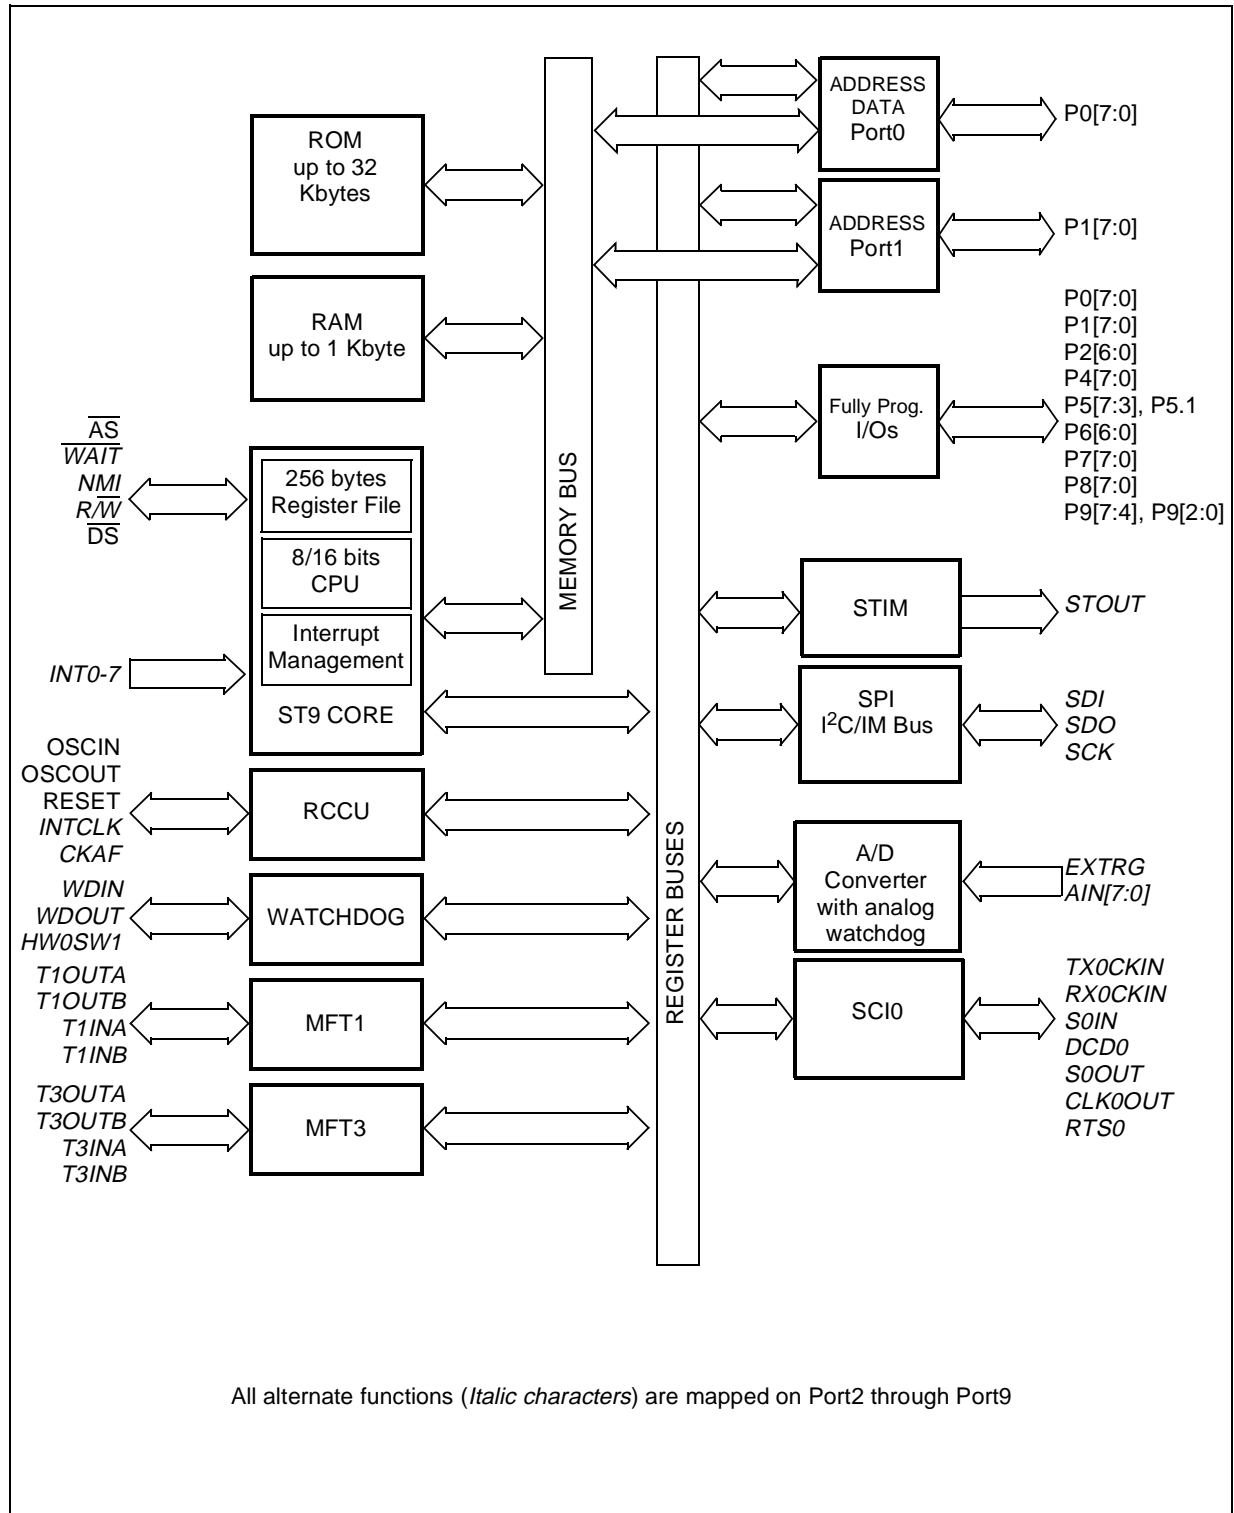 ROM
up to 32
Kbytes
RAM
up to 1 Kbyte
AS
WAIT
NMI
R/W
DS
256 bytes
Register File
8/16 bits
CPU
Interrupt
Management
ST9 CORE
INT0-7
OSCIN
OSCOUT
RESET
INTCLK
CKAF
RCCU
WDIN
WDOUT
HW0SW1
WATCHDOG
T1OUTA
T1OUTB
T1INA
T1INB
MFT1
T3OUTA
T3OUTB
T3INA
T3INB
MFT3
MEMORY BUS
REGISTER BUSES
ADDRESS
DATA
Port0
P0[7:0]
ADDRESS
Port1
P1[7:0]
Fully Prog.
I/Os
P0[7:0]
P1[7:0]
P2[6:0]
P4[7:0]
P5[7:3], P5.1
P6[6:0]
P7[7:0]
P8[7:0]
P9[7:4], P9[2:0]
STIM
STOUT
SPI
I²C/IM Bus
SDI
SDO
SCK
A/D
Converter
with analog
watchdog
EXTRG
AIN[7:0]
SCI0
TX0CKIN
RX0CKIN
S0IN
DCD0
S0OUT
CLK0OUT
RTS0
All alternate functions (Italic characters) are mapped on Port2 through Port9